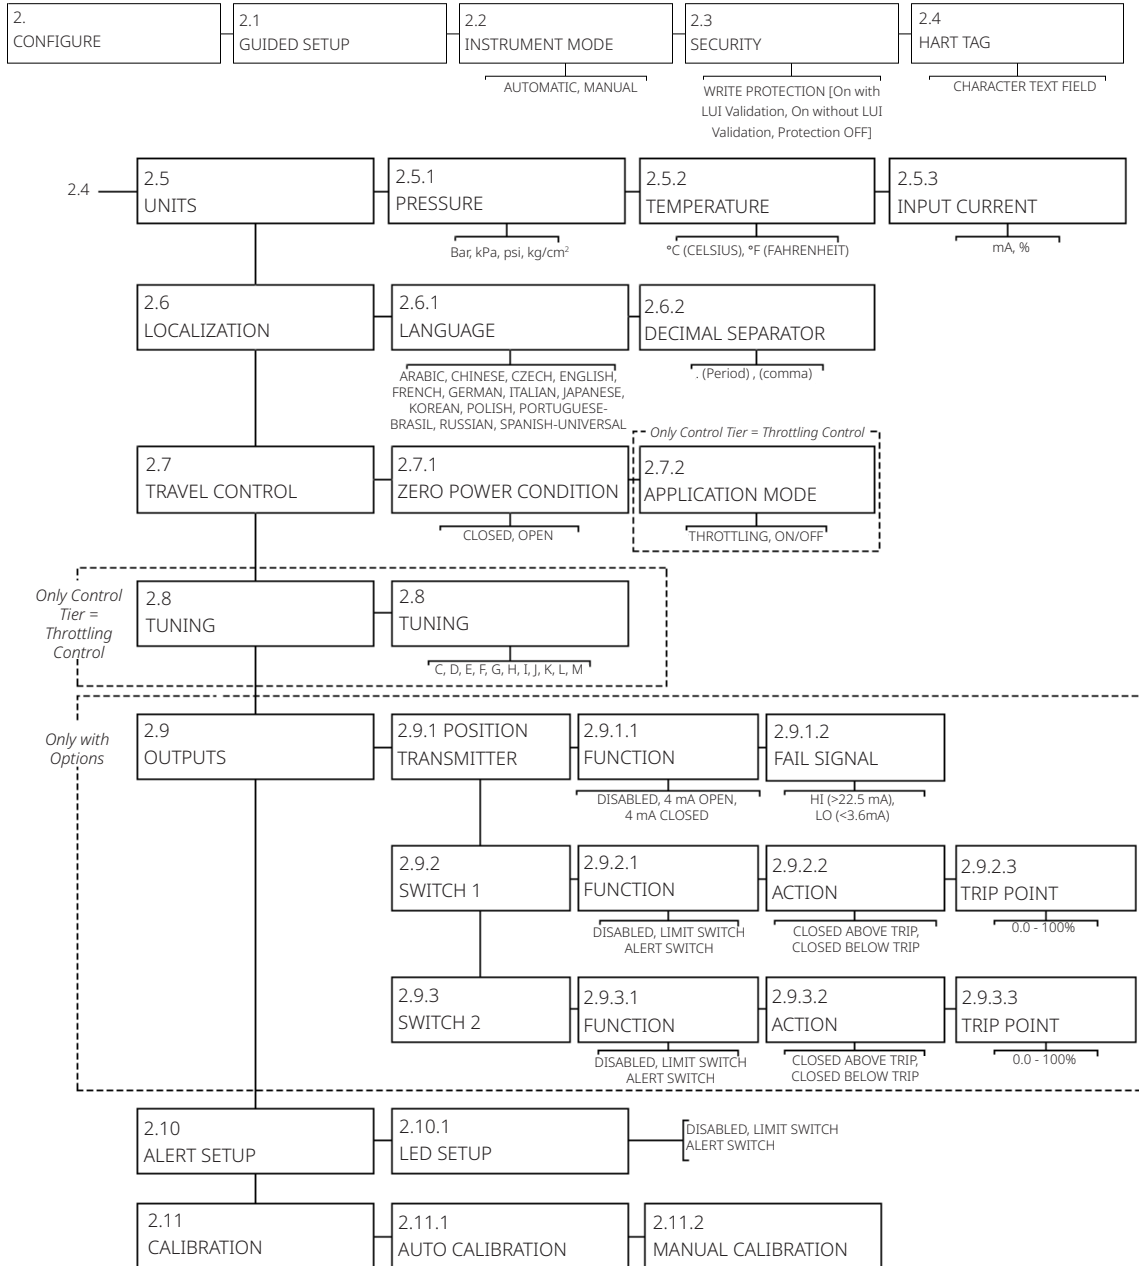 2.
CONFIGURE
2.1
GUIDED SETUP
2.2
INSTRUMENT MODE
2.3
SECURITY
2.4
HART TAG
AUTOMATIC, MANUAL
WRITE PROTECTION [On with
LUI Validation, On without LUI
Validation, Protection OFF]
CHARACTER TEXT FIELD
2.4
2.5
UNITS
2.5.1
PRESSURE
2.5.2
TEMPERATURE
2.5.3
INPUT CURRENT
Bar, kPa, psi, kg/cm²
°C (CELSIUS), °F (FAHRENHEIT)
mA, %
2.6
LOCALIZATION
2.6.1
LANGUAGE
2.6.2
DECIMAL SEPARATOR
ARABIC, CHINESE, CZECH, ENGLISH,
FRENCH, GERMAN, ITALIAN, JAPANESE,
KOREAN, POLISH, PORTUGUESE-
BRASIL, RUSSIAN, SPANISH-UNIVERSAL
. (Period) , (comma)
Only Control Tier = Throttling Control
2.7
TRAVEL CONTROL
2.7.1
ZERO POWER CONDITION
2.7.2
APPLICATION MODE
CLOSED, OPEN
THROTTLING, ON/OFF
Only Control
Tier =
Throttling
Control
2.8
TUNING
2.8
TUNING
C, D, E, F, G, H, I, J, K, L, M
Only with
Options
2.9
OUTPUTS
2.9.1 POSITION
TRANSMITTER
2.9.1.1
FUNCTION
2.9.1.2
FAIL SIGNAL
DISABLED, 4 mA OPEN,
4 mA CLOSED
HI (>22.5 mA),
LO (<3.6mA)
2.9.2
SWITCH 1
2.9.2.1
FUNCTION
2.9.2.2
ACTION
2.9.2.3
TRIP POINT
DISABLED, LIMIT SWITCH
ALERT SWITCH
CLOSED ABOVE TRIP,
CLOSED BELOW TRIP
0.0 - 100%
2.9.3
SWITCH 2
2.9.3.1
FUNCTION
2.9.3.2
ACTION
2.9.3.3
TRIP POINT
DISABLED, LIMIT SWITCH
ALERT SWITCH
CLOSED ABOVE TRIP,
CLOSED BELOW TRIP
0.0 - 100%
2.10
ALERT SETUP
2.10.1
LED SETUP
DISABLED, LIMIT SWITCH
ALERT SWITCH
2.11
CALIBRATION
2.11.1
AUTO CALIBRATION
2.11.2
MANUAL CALIBRATION